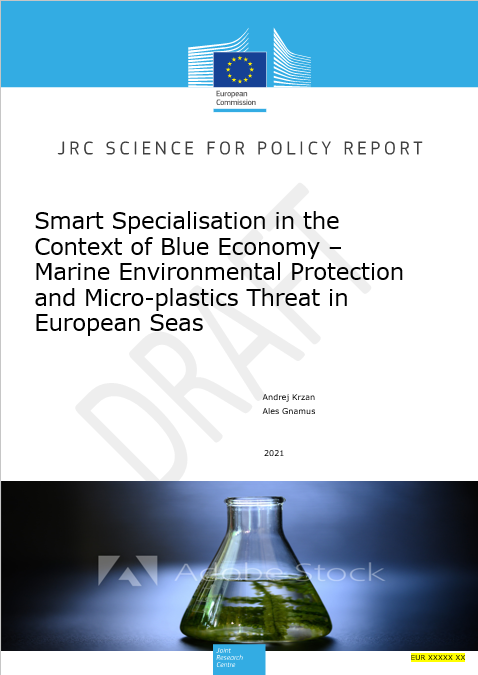 European
Commission
JRC SCIENCE FOR POLICY REPORT
Smart Specialisation in the
Context of Blue Economy –
Marine Environmental Protection
and Micro-plastics Threat in
European Seas
DRAFT
Andrej Krzan
Ales Gnamus
2021
Adobe Stock
Joint
Research
Centre
EUR XXXXX XX